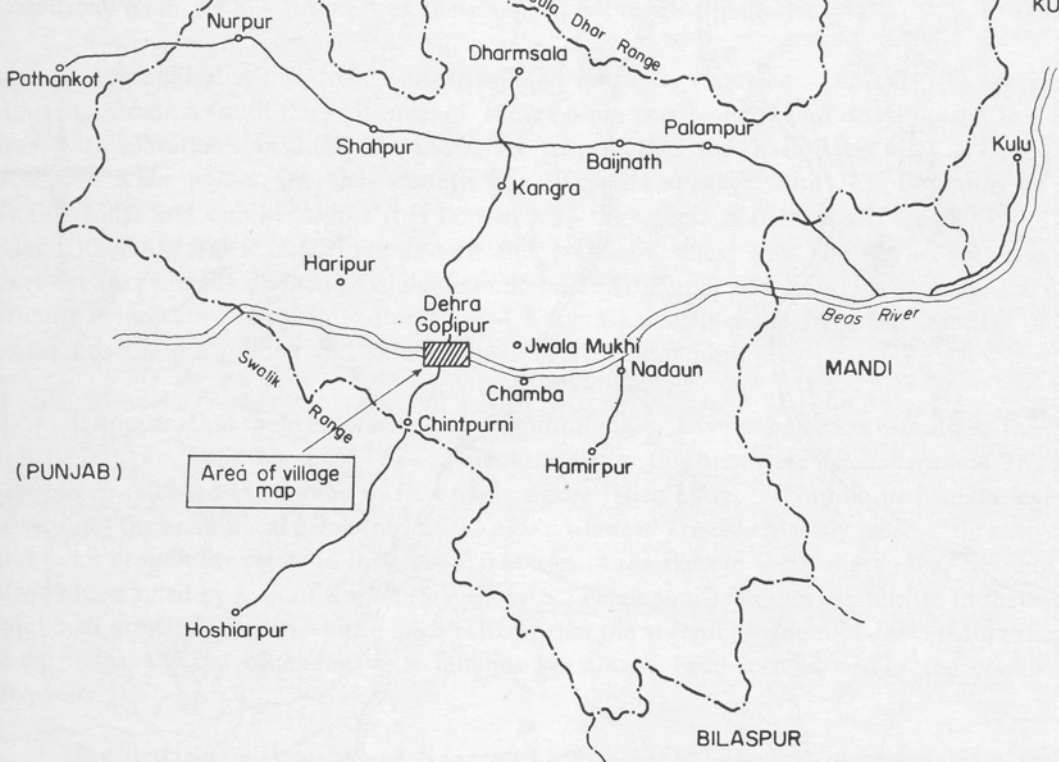 KU
Nurpur
Dhar Range
Dharmsala
Pathankot
Palampur
Shahpur
Baijnath
Kulu
Kangra
Haripur
Dehra
Gopipur
Beas River
Jwala Mukhi
Swalik
Range
Nadaun
MANDI
Chamba
Chintpurni
(PUNJAB)
Area of village
map
Hamirpur
Hoshiarpur
BILASPUR